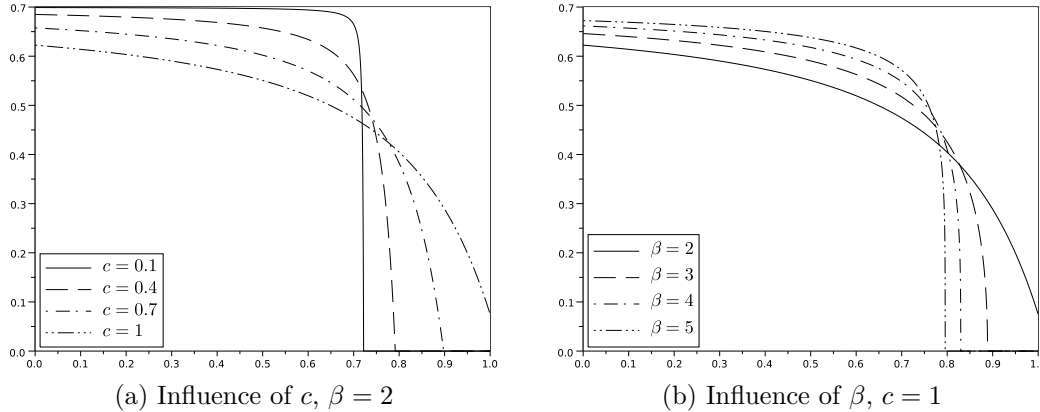 0.7
0.6
0.5
0.4
0.3
0.2
0.1
0.0
c = 0.1
c = 0.4
c = 0.7
c = 1
0.0 0.1 0.2 0.3 0.4 0.5 0.6 0.7 0.8 0.9 1.0
(a) Influence of c, β = 2
0.7
0.6
0.5
0.4
0.3
0.2
0.1
0.0
β = 2
β = 3
β = 4
β = 5
0.0 0.1 0.2 0.3 0.4 0.5 0.6 0.7 0.8 0.9 1.0
(b) Influence of β, c = 1